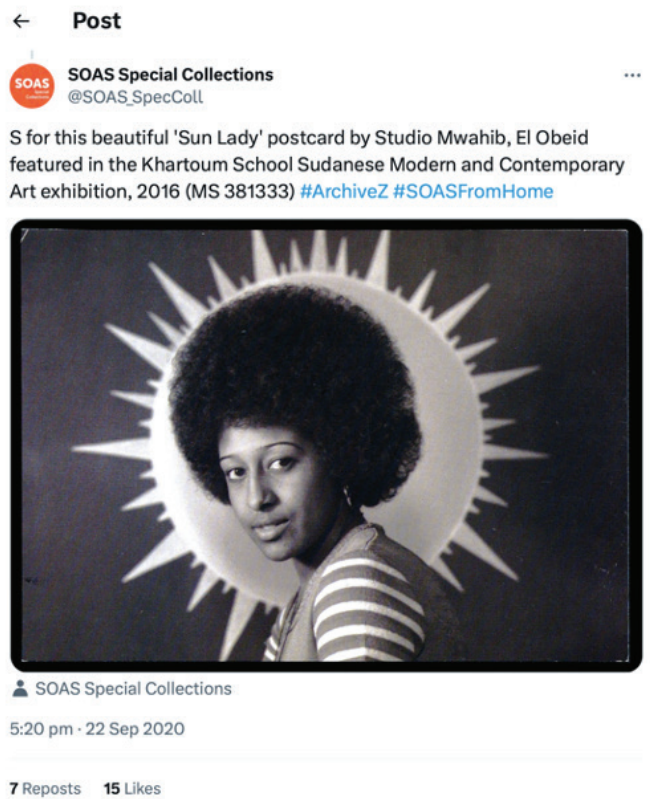 ← Post
SOAS
SOAS Special Collections
@SOAS_SpecColl
S for this beautiful 'Sun Lady' postcard by Studio Mwahib, El Obeid
featured in the Khartoum School Sudanese Modern and Contemporary
Art exhibition, 2016 (MS 381333) #ArchiveZ #SOASFromHome
SOAS Special Collections
5:20 pm · 22 Sep 2020
7 Reposts 15 Likes